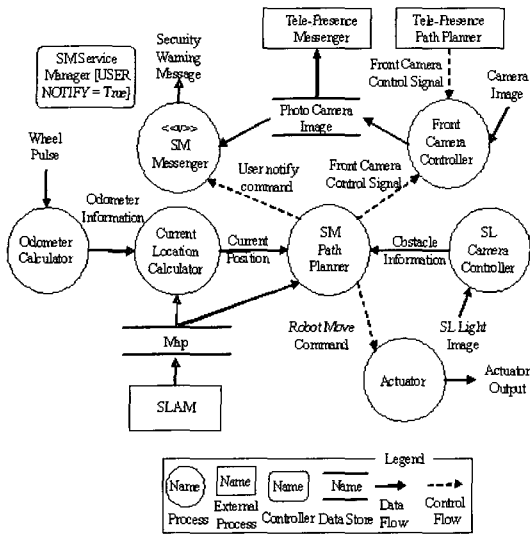 Tele-Presence
Messenger
Tele-Presence
Path Planner
Security
Warning
Message
SM Service
Manager [USER
NOTIFY = True]
Front Camera
Control Signal
Camera
Image
Photo Camera
Image
<<v>>
SM
Messenger
Front
Camera
Controller
Wheel
Pulse
User notify
command
Front Camera
Control Signal
Odometer
Information
Odometer
Calculator
Current
Location
Calculator
Current
Position
SM
Path
Planner
Obstacle
Information
SL
Camera
Controller
Map
Robot Move
Command
SL Light
Image
SLAM
Actuator
Actuator
Output
Legend
Name
Name
Name
Name
Process
External
Process
Controller
Data Store
Data
Flow
Control
Flow